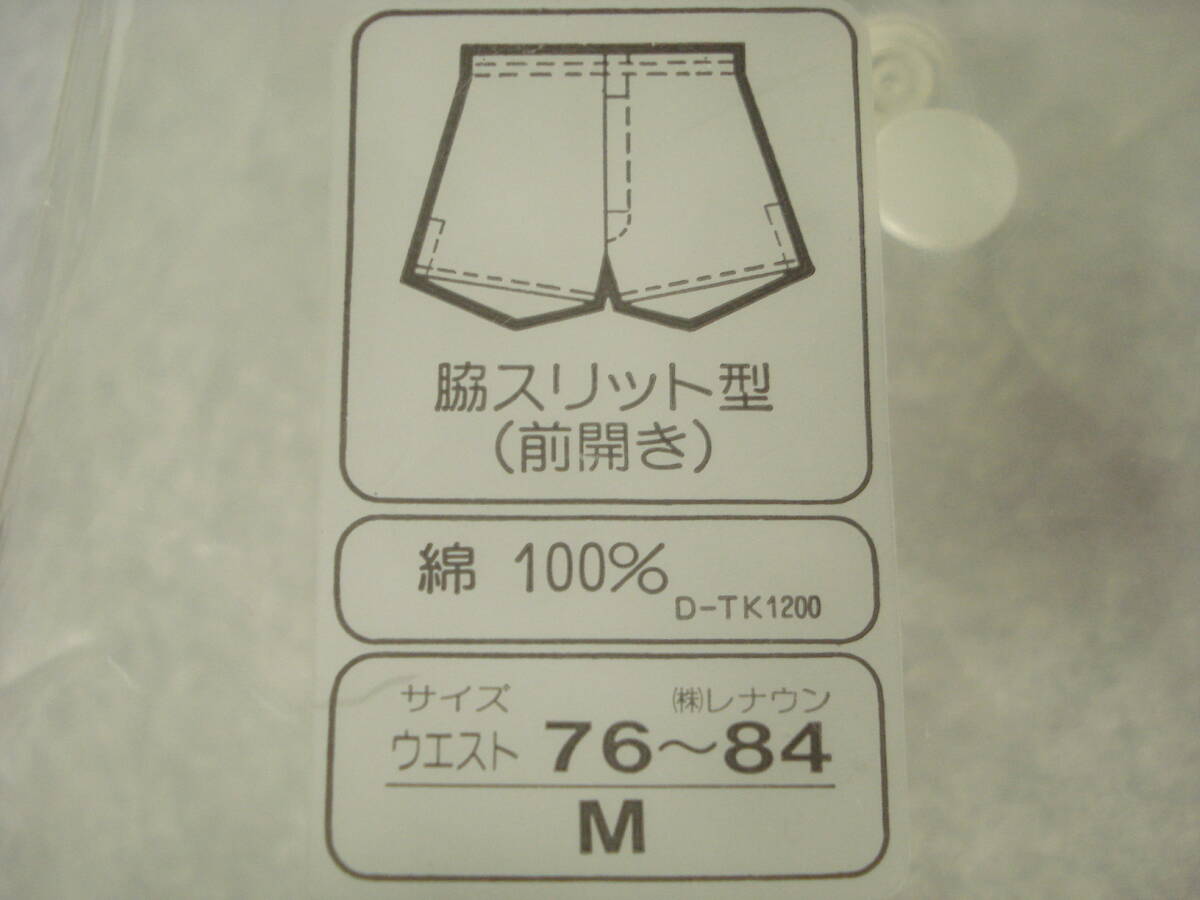 脇スリット型
(前開き)
綿 100%
D-TK1200
サイズ ㈱レナウン
ウエスト 76〜84
M